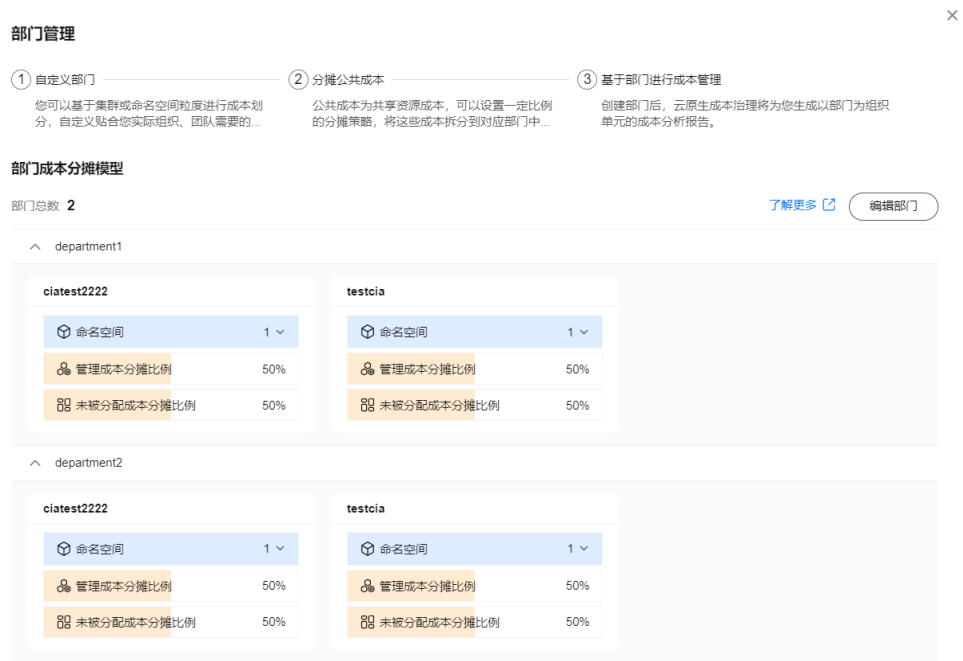 部门管理
1 自定义部门
您可以基于集群或命名空间粒度进行成本划
分，自定义贴合您实际组织、团队需要的...
2 分摊公共成本
公共成本为共享资源成本，可以设置一定比例
的分摊策略，将这些成本拆分到对应部门中...
3 基于部门进行成本管理
创建部门后，云原生成本治理将为您生成以部门为组织
单元的成本分析报告。
部门成本分摊模型
部门总数 2
了解更多
编辑部门
department1
ciatest2222
命名空间 1
管理成本分摊比例 50%
未被分配成本分摊比例 50%
testcia
命名空间 1
管理成本分摊比例 50%
未被分配成本分摊比例 50%
department2
ciatest2222
命名空间 1
管理成本分摊比例 50%
未被分配成本分摊比例 50%
testcia
命名空间 1
管理成本分摊比例 50%
未被分配成本分摊比例 50%